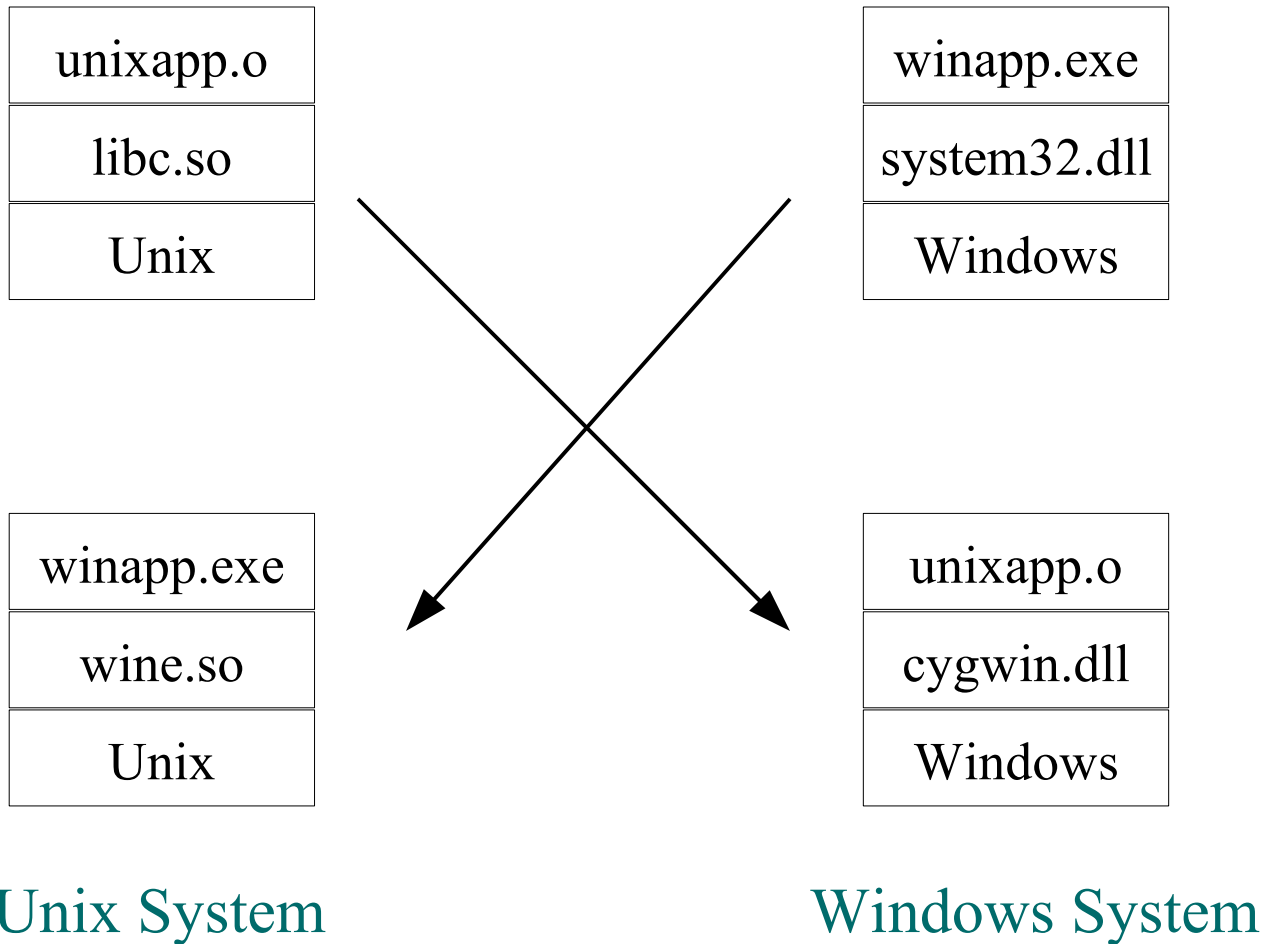 unixapp.o
libc.so
Unix
winapp.exe
system32.dll
Windows
winapp.exe
wine.so
Unix
unixapp.o
cygwin.dll
Windows
Unix System
Windows System